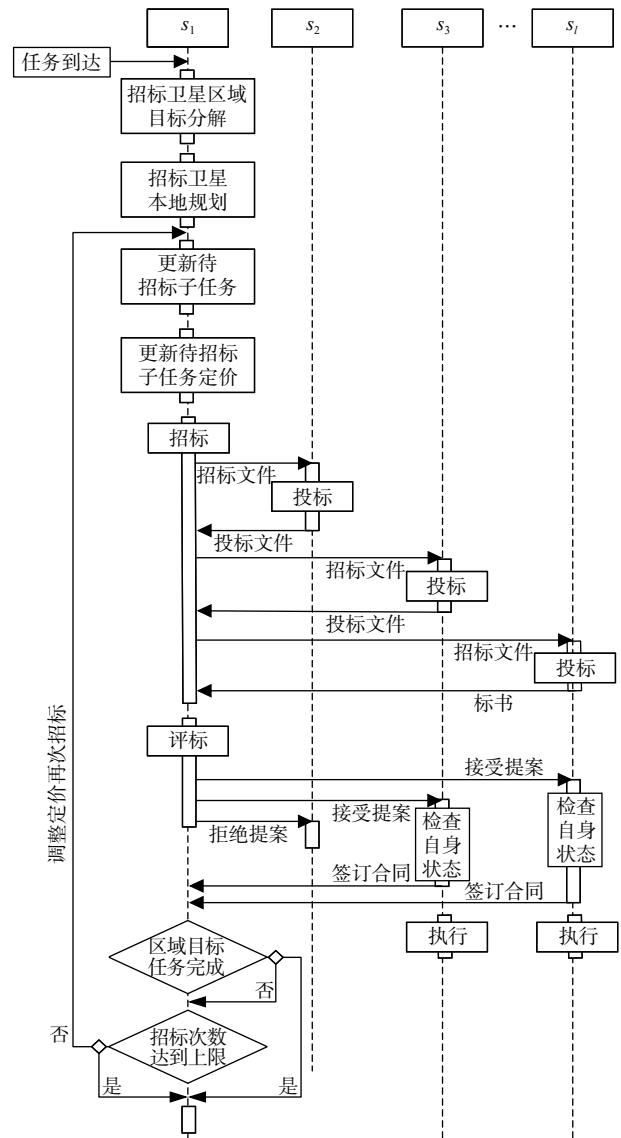 s₁ s₂ s₃ … sₗ
任务到达
招标卫星区域
目标分解
招标卫星
本地规划
更新待
招标子任务
更新待招标
子任务定价
招标
招标文件
投标
投标文件
招标文件
投标
投标文件
招标文件
投标
标书
评标
调整定价再次招标
接受提案
接受提案
拒绝提案
检查
自身
状态
检查
自身
状态
签订合同
签订合同
执行
执行
区域目标
任务完成
否
否
招标次数
达到上限
是
是